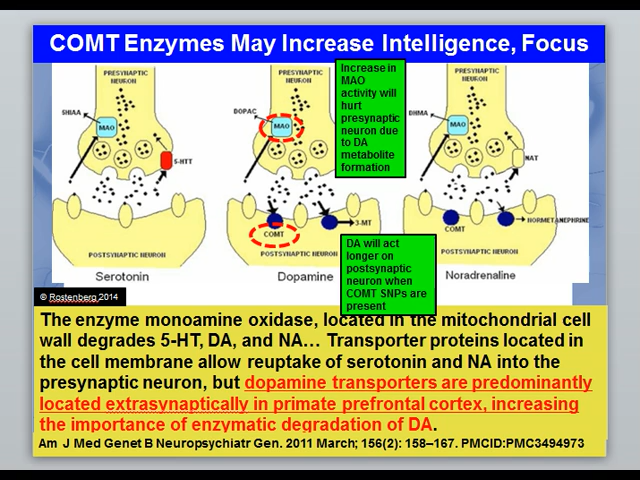 COMT Enzymes May Increase Intelligence, Focus
PRESYNAPTIC
NEURON
5HIAA
MAO
5-HTT
POSTSYNAPTIC NEURON
Serotonin
PRESYNAPTIC
NEURON
DOPAC
MAO
3-MT
COMT
POSTSYNAPTIC NEURON
Dopamine
Increase in
MAO
activity will
hurt
presynaptic
neuron due
to DA
metabolite
formation
DA will act
longer on
postsynaptic
neuron when
COMT SNPs are
present
PRESYNAPTIC
NEURON
DHMA
MAO
NAT
NORMETANEPHRINE
COMT
POSTSYNAPTIC NEURON
Noradrenaline
© Rostenberg 2014
The enzyme monoamine oxidase, located in the mitochondrial cell
wall degrades 5-HT, DA, and NA… Transporter proteins located in
the cell membrane allow reuptake of serotonin and NA into the
presynaptic neuron, but dopamine transporters are predominantly
located extrasynaptically in primate prefrontal cortex, increasing
the importance of enzymatic degradation of DA.
Am J Med Genet B Neuropsychiatr Gen. 2011 March; 156(2): 158–167. PMCID:PMC3494973